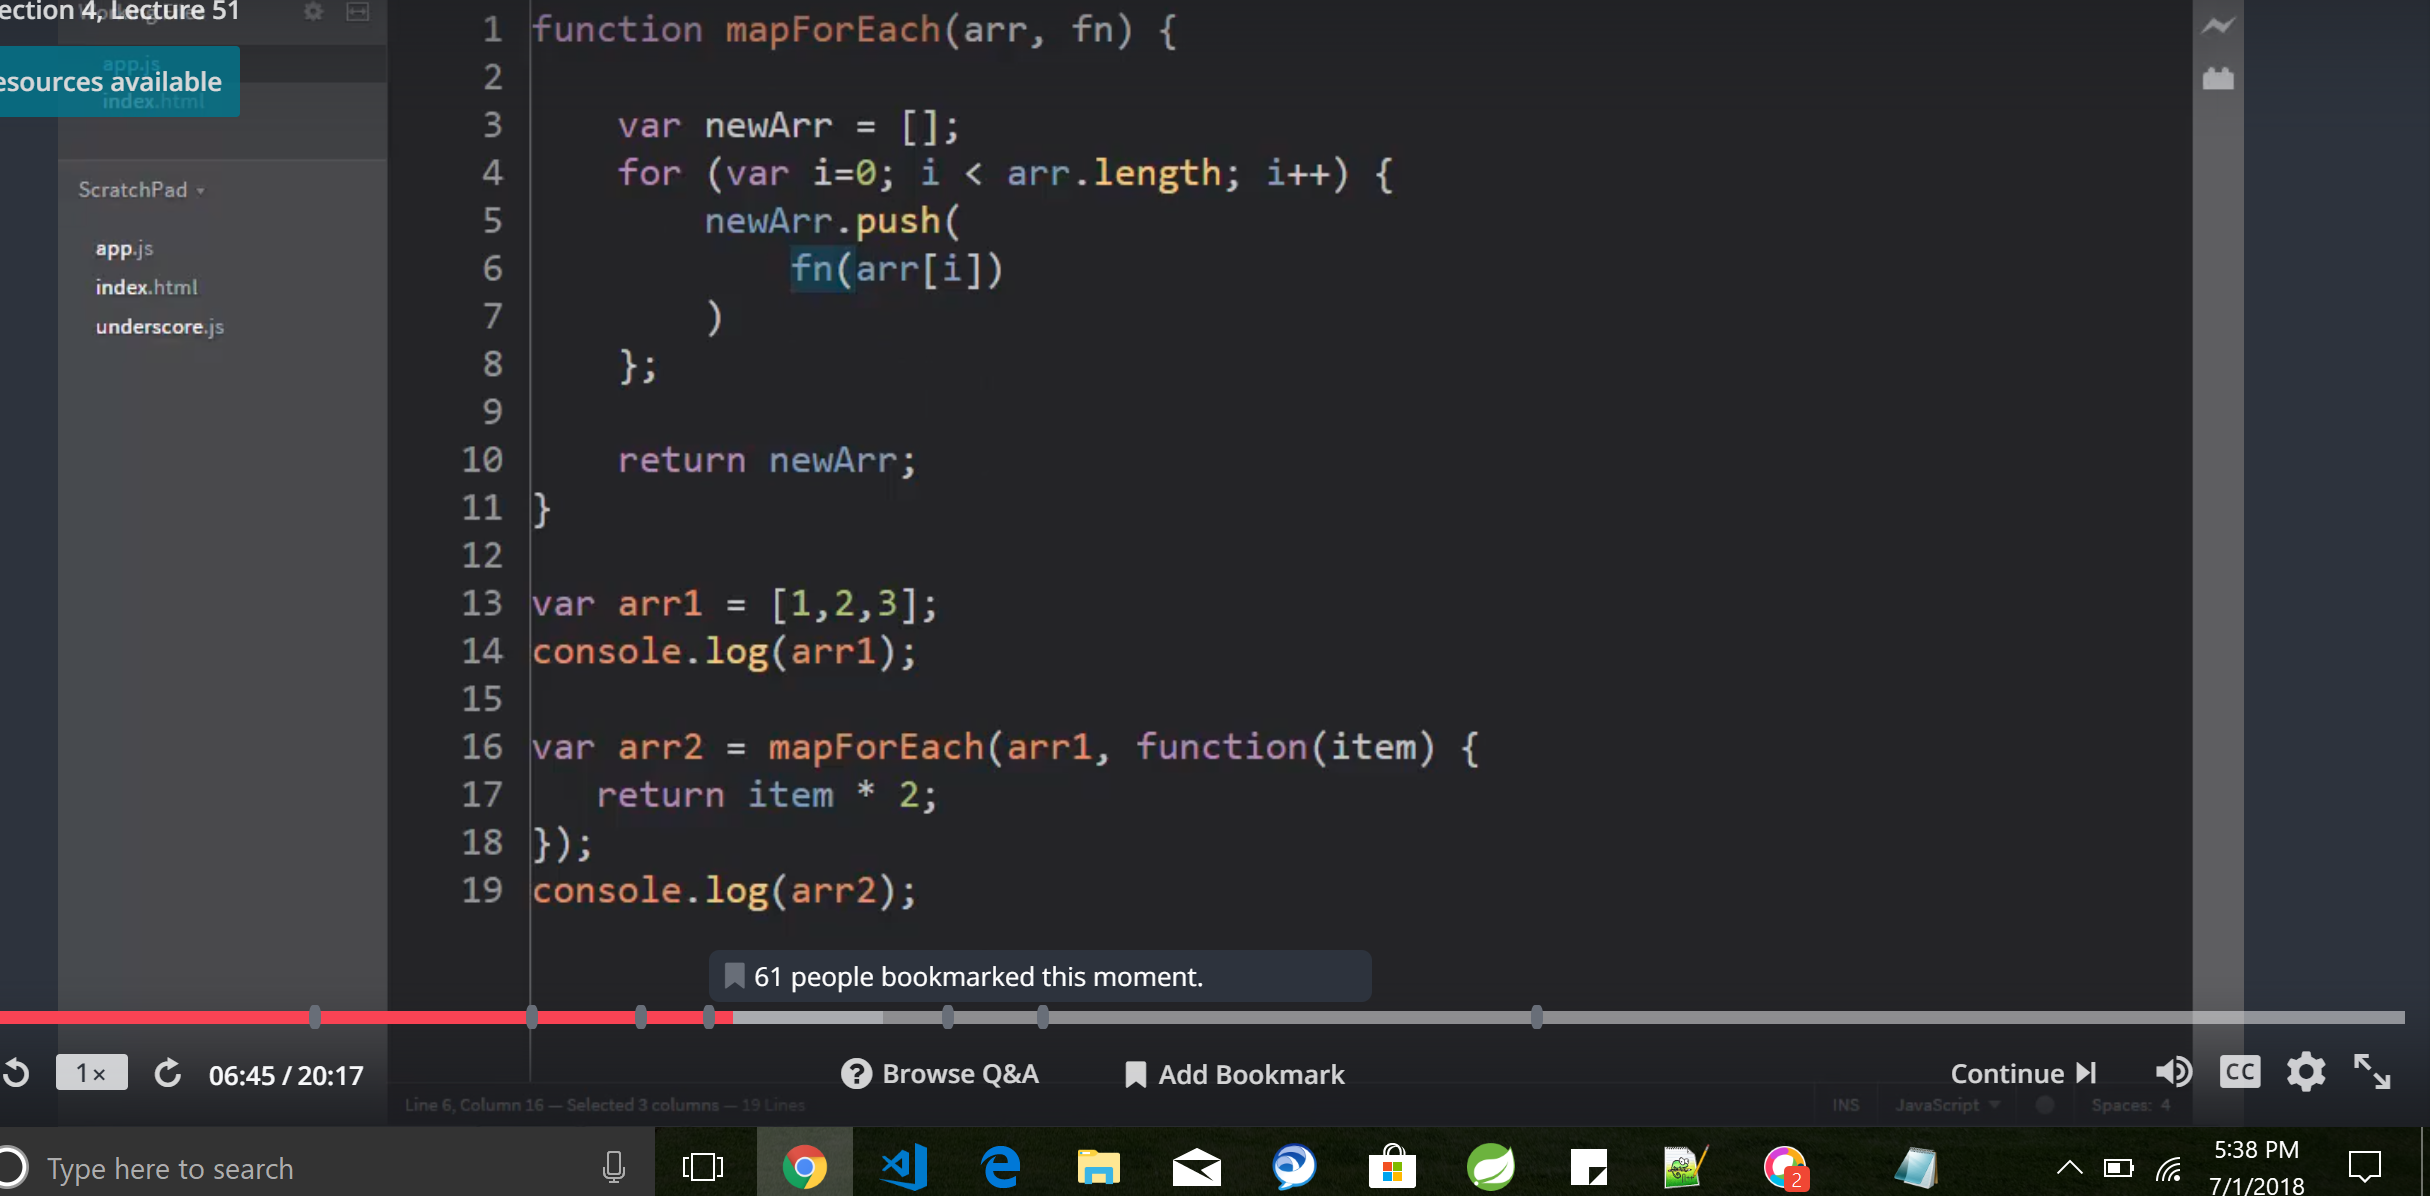 ection 4, Lecture 51
app.js
esources available
index.html
ScratchPad
app.js
index.html
underscore.js
1 function mapForEach(arr, fn) {
2
3 var newArr = [];
4 for (var i=0; i < arr.length; i++) {
5 newArr.push(
6 fn(arr[i])
7 )
8 };
9
10 return newArr;
11 }
12
13 var arr1 = [1,2,3];
14 console.log(arr1);
15
16 var arr2 = mapForEach(arr1, function(item) {
17 return item * 2;
18 });
19 console.log(arr2);
61 people bookmarked this moment.
1×
06:45 / 20:17
? Browse Q&A
Add Bookmark
Continue
CC
Line 6, Column 16 — Selected 3 columns — 19 Lines
INS
JavaScript
Spaces: 4
Type here to search
2
5:38 PM
7/1/2018